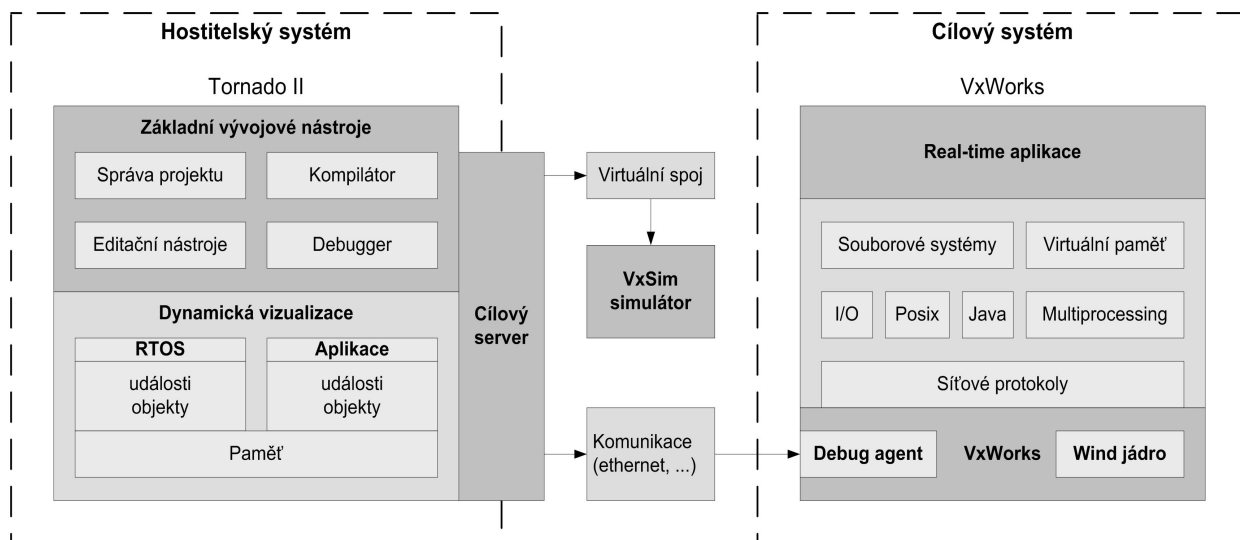 Hostitelský systém
Tornado II
Základní vývojové nástroje
Správa projektu
Kompilátor
Editační nástroje
Debugger
Dynamická vizualizace
RTOS
události
objekty
Aplikace
události
objekty
Paměť
Cílový
server
Virtuální spoj
VxSim
simulátor
Komunikace
(ethernet, ...)
Cílový systém
VxWorks
Real-time aplikace
Souborové systémy
Virtuální paměť
I/O
Posix
Java
Multiprocessing
Síťové protokoly
Debug agent
VxWorks
Wind jádro